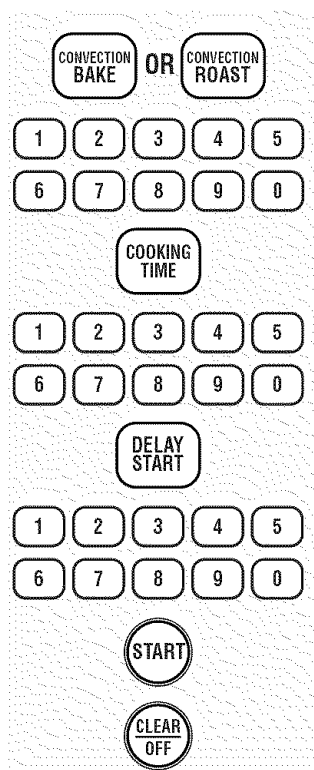 CONVECTION BAKE OR CONVECTION ROAST
1 2 3 4 5
6 7 8 9 0
COOKING
TIME
1 2 3 4 5
6 7 8 9 0
DELAY
START
1 2 3 4 5
6 7 8 9 0
START
CLEAR
OFF